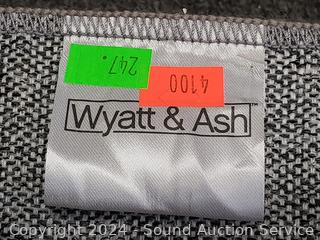 247.
4100
Wyatt & Ash
Copyright 2024 - Sound Auction Service